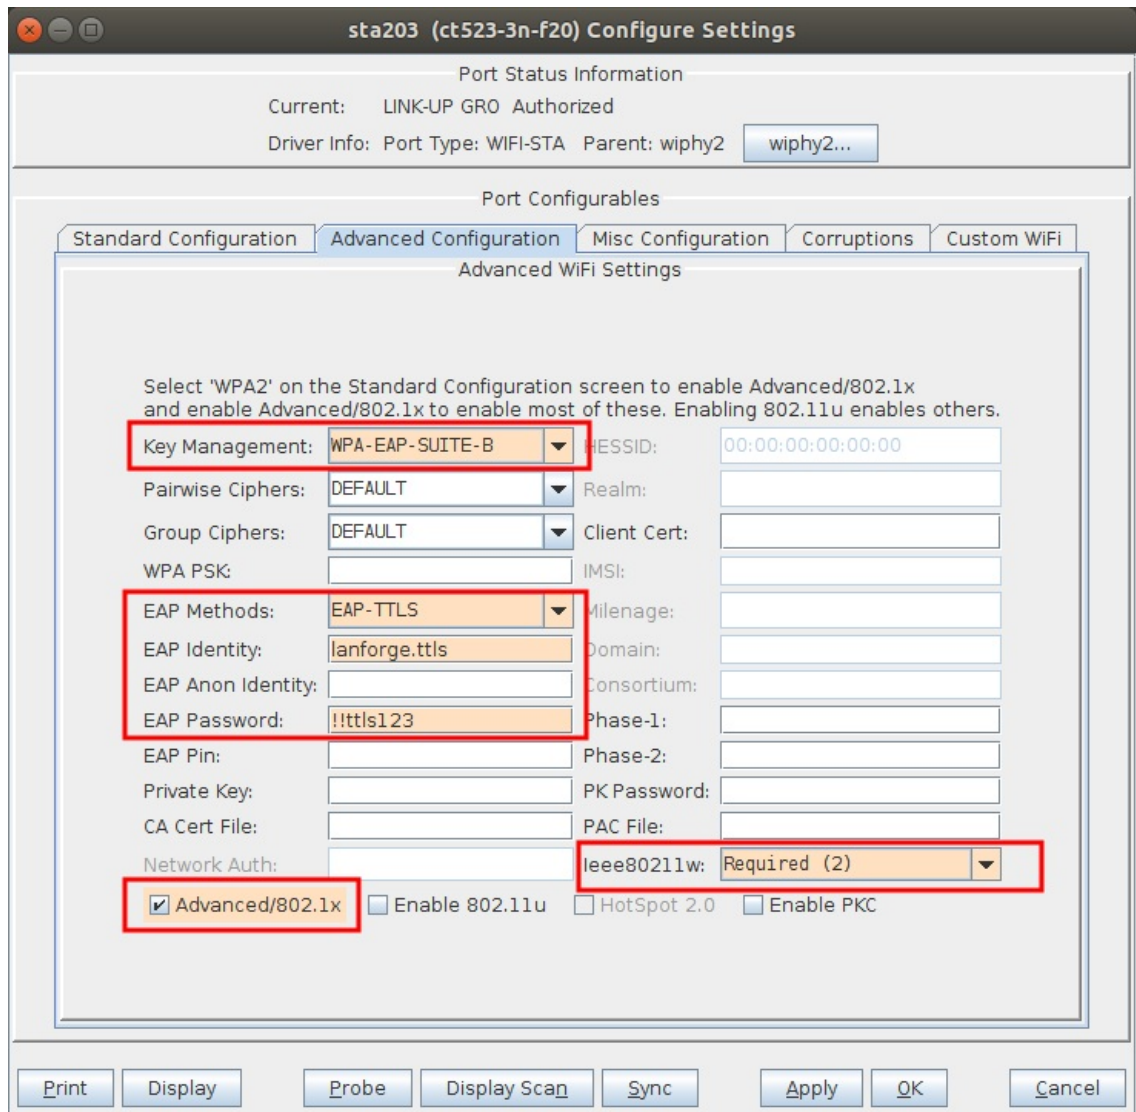 sta203 (ct523-3n-f20) Configure Settings
Port Status Information
Current: LINK-UP GRO Authorized
Driver Info: Port Type: WIFI-STA Parent: wiphy2 wiphy2...
Port Configurables
Standard Configuration Advanced Configuration Misc Configuration Corruptions Custom WiFi
Advanced WiFi Settings
Select 'WPA2' on the Standard Configuration screen to enable Advanced/802.1x
and enable Advanced/802.1x to enable most of these. Enabling 802.11u enables others.
Key Management: WPA-EAP-SUITE-B HESSID: 00:00:00:00:00:00
Pairwise Ciphers: DEFAULT Realm:
Group Ciphers: DEFAULT Client Cert:
WPA PSK: IMSI:
EAP Methods: EAP-TTLS Milenage:
EAP Identity: lanforge.ttls Domain:
EAP Anon Identity: Consortium:
EAP Password: !!ttls123 Phase-1:
EAP Pin: Phase-2:
Private Key: PK Password:
CA Cert File: PAC File:
Network Auth: Ieee80211w: Required (2)
Advanced/802.1x Enable 802.11u HotSpot 2.0 Enable PKC
Print Display Probe Display Scan Sync Apply OK Cancel